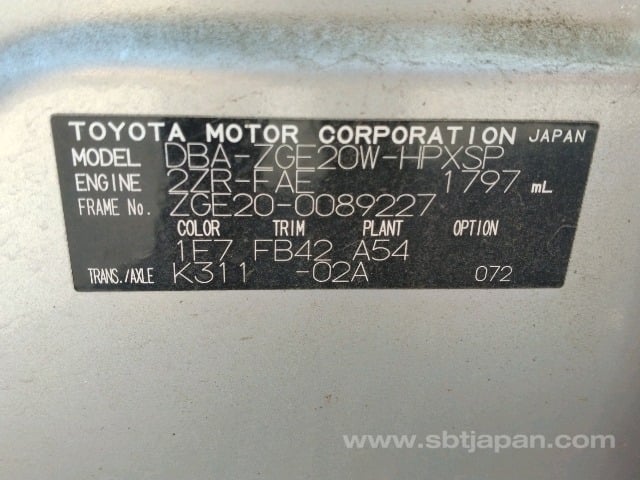 TOYOTA MOTOR CORPORATION JAPAN
MODEL DBA-ZGE20W-HPXSP
ENGINE 2ZR-FAE 1797 mL
FRAME No. ZGE20-0089227
COLOR TRIM PLANT OPTION
1F7 FB42 A54
TRANS./AXLE K311 -02A 072
www.sbtjapan.com